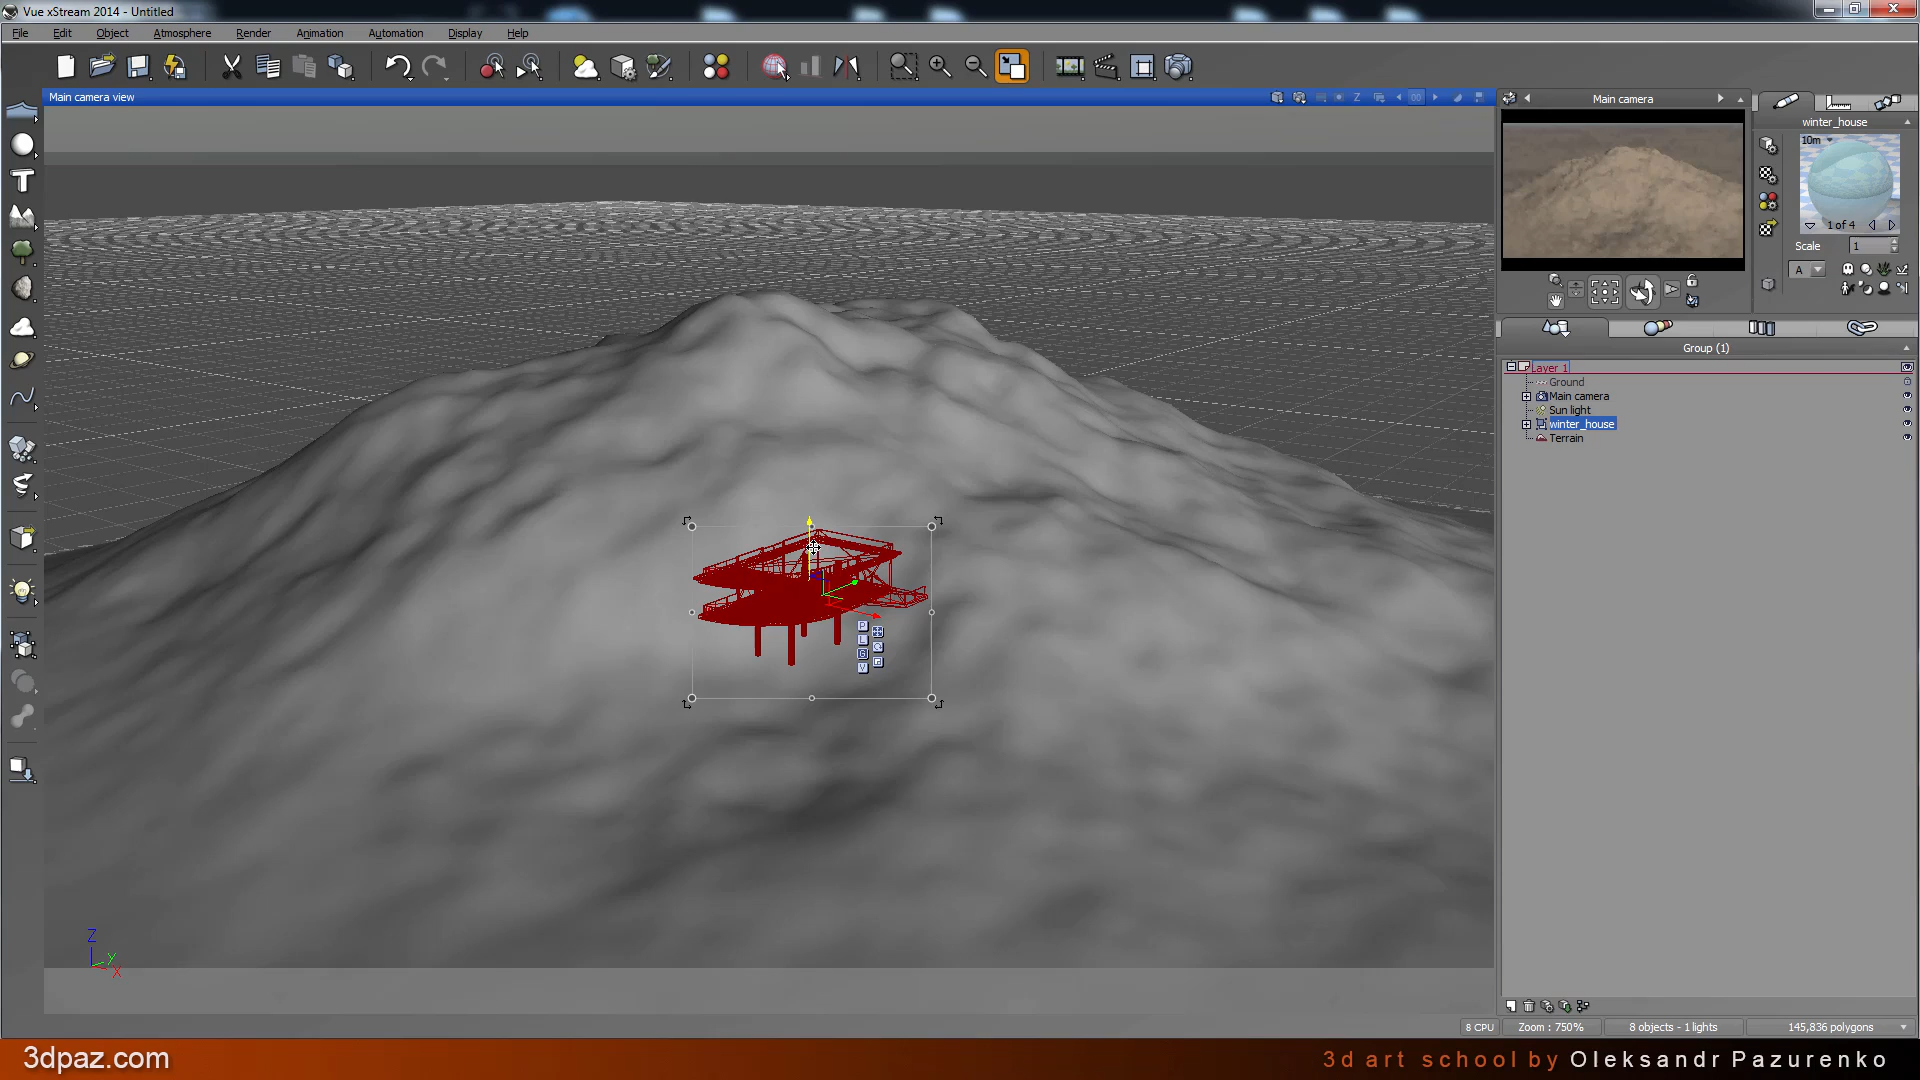 Vue xStream 2014 - Untitled
File Edit Object Atmosphere Render Animation Automation Display Help
Main camera view
Z
Main camera
winter_house
10m
1 of 4
Scale 1
A
Group (1)
Layer 1
Ground
Main camera
Sun light
winter_house
Terrain
P
L
G
V
Z
y
X
8 CPU Zoom : 750% 8 objects - 1 lights 145,836 polygons
3dpaz.com
3d art school by Oleksandr Pazurenko